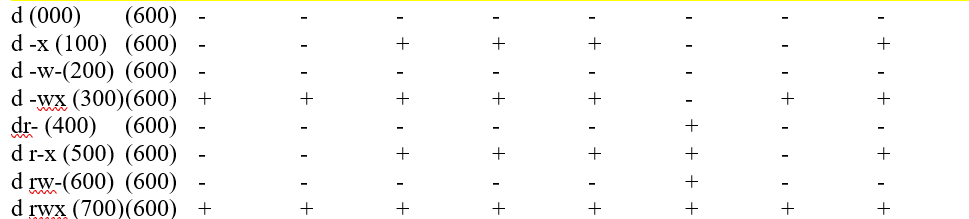 d (000) (600) - - - - - - - -
d -x (100) (600) - - + + + - - +
d -w-(200) (600) - - - - - - - -
d -wx (300)(600) + + + + + - + +
dr- (400) (600) - - - - - + - -
d r-x (500) (600) - - + + + + - +
d rw-(600) (600) - - - - - + - -
d rwx (700)(600) + + + + + + + +